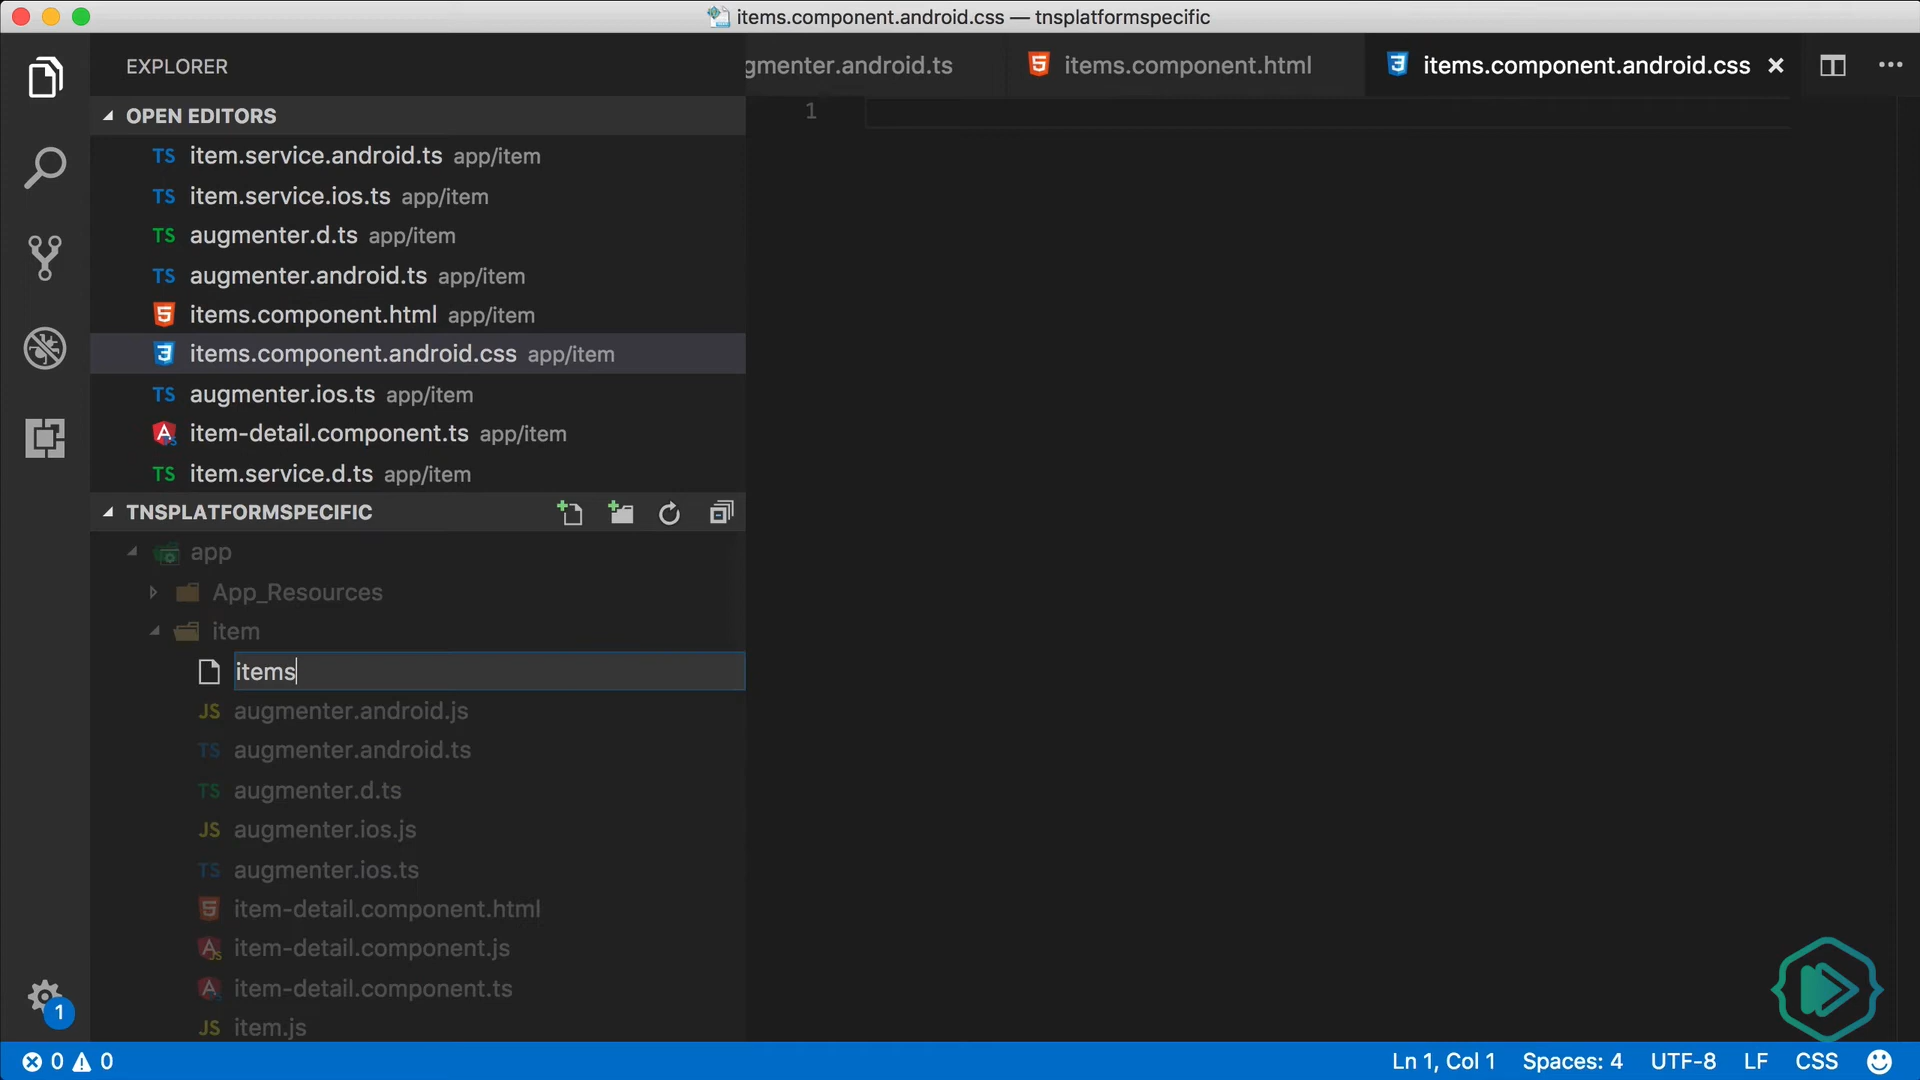 items.component.android.css — tnsplatformspecific
EXPLORER
gmenter.android.ts
items.component.html
items.component.android.css
OPEN EDITORS
TS item.service.android.ts app/item
TS item.service.ios.ts app/item
TS augmenter.d.ts app/item
TS augmenter.android.ts app/item
items.component.html app/item
items.component.android.css app/item
TS augmenter.ios.ts app/item
item-detail.component.ts app/item
TS item.service.d.ts app/item
TNSPLATFORMSPECIFIC
app
App_Resources
item
items
JS augmenter.android.js
TS augmenter.android.ts
TS augmenter.d.ts
JS augmenter.ios.js
TS augmenter.ios.ts
item-detail.component.html
item-detail.component.js
item-detail.component.ts
JS item.js
1
1
0 0
Ln 1, Col 1 Spaces: 4 UTF-8 LF CSS